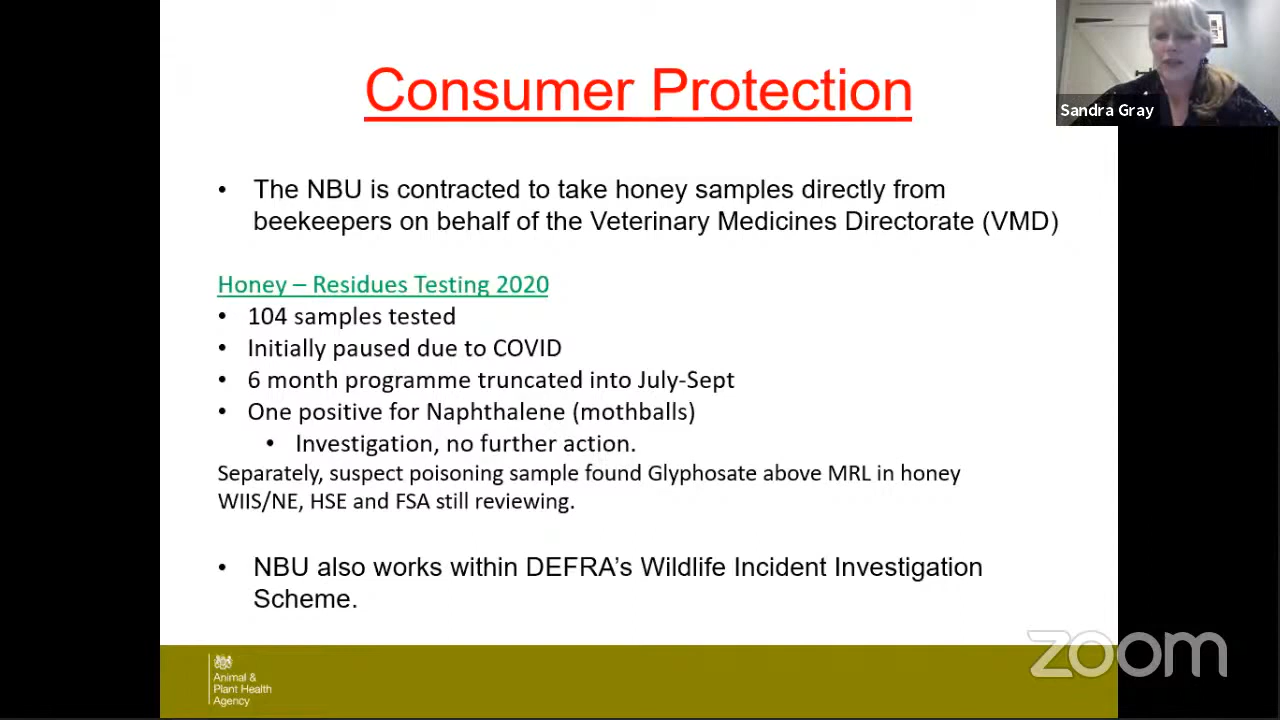 Consumer Protection
Sandra Gray
• The NBU is contracted to take honey samples directly from
beekeepers on behalf of the Veterinary Medicines Directorate (VMD)
Honey – Residues Testing 2020
• 104 samples tested
• Initially paused due to COVID
• 6 month programme truncated into July-Sept
• One positive for Naphthalene (mothballs)
• Investigation, no further action.
Separately, suspect poisoning sample found Glyphosate above MRL in honey
WIIS/NE, HSE and FSA still reviewing.
• NBU also works within DEFRA's Wildlife Incident Investigation
Scheme.
zoom
Animal &
Plant Health
Agency